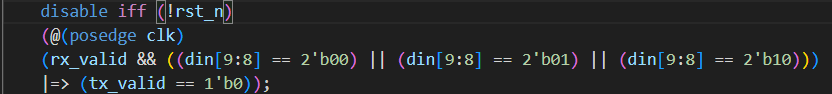 disable iff (!rst_n)
(@(posedge clk)
(rx_valid && ((din[9:8] == 2'b00) || (din[9:8] == 2'b01) || (din[9:8] == 2'b10)))
|=> (tx_valid == 1'b0));